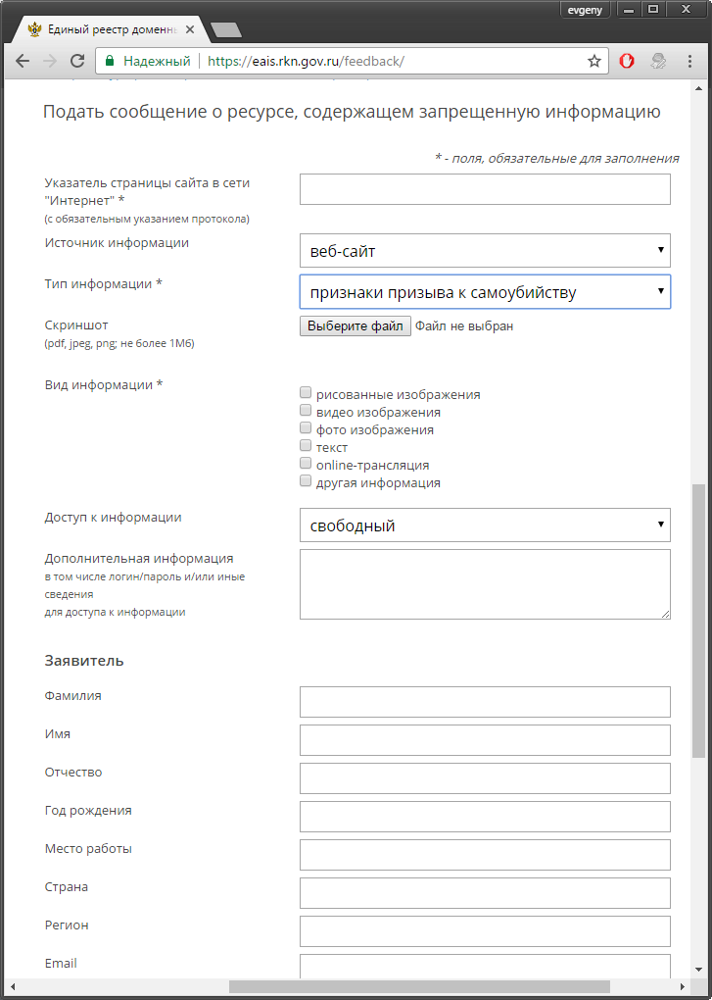 evgeny
Единый реестр доменны
Надежный
https://eais.rkn.gov.ru/feedback/
Подать сообщение о ресурсе, содержащем запрещенную информацию
* - поля, обязательные для заполнения
Указатель страницы сайта в сети
"Интернет" *
(с обязательным указанием протокола)
Источник информации
веб-сайт
Тип информации *
признаки призыва к самоубийству
Скриншот
(pdf, jpeg, png; не более 1Мб)
Выберите файл Файл не выбран
Вид информации *
рисованные изображения
видео изображения
фото изображения
текст
online-трансляция
другая информация
Доступ к информации
свободный
Дополнительная информация
в том числе логин/пароль и/или иные
сведения
для доступа к информации
Заявитель
Фамилия
Имя
Отчество
Год рождения
Место работы
Страна
Регион
Email